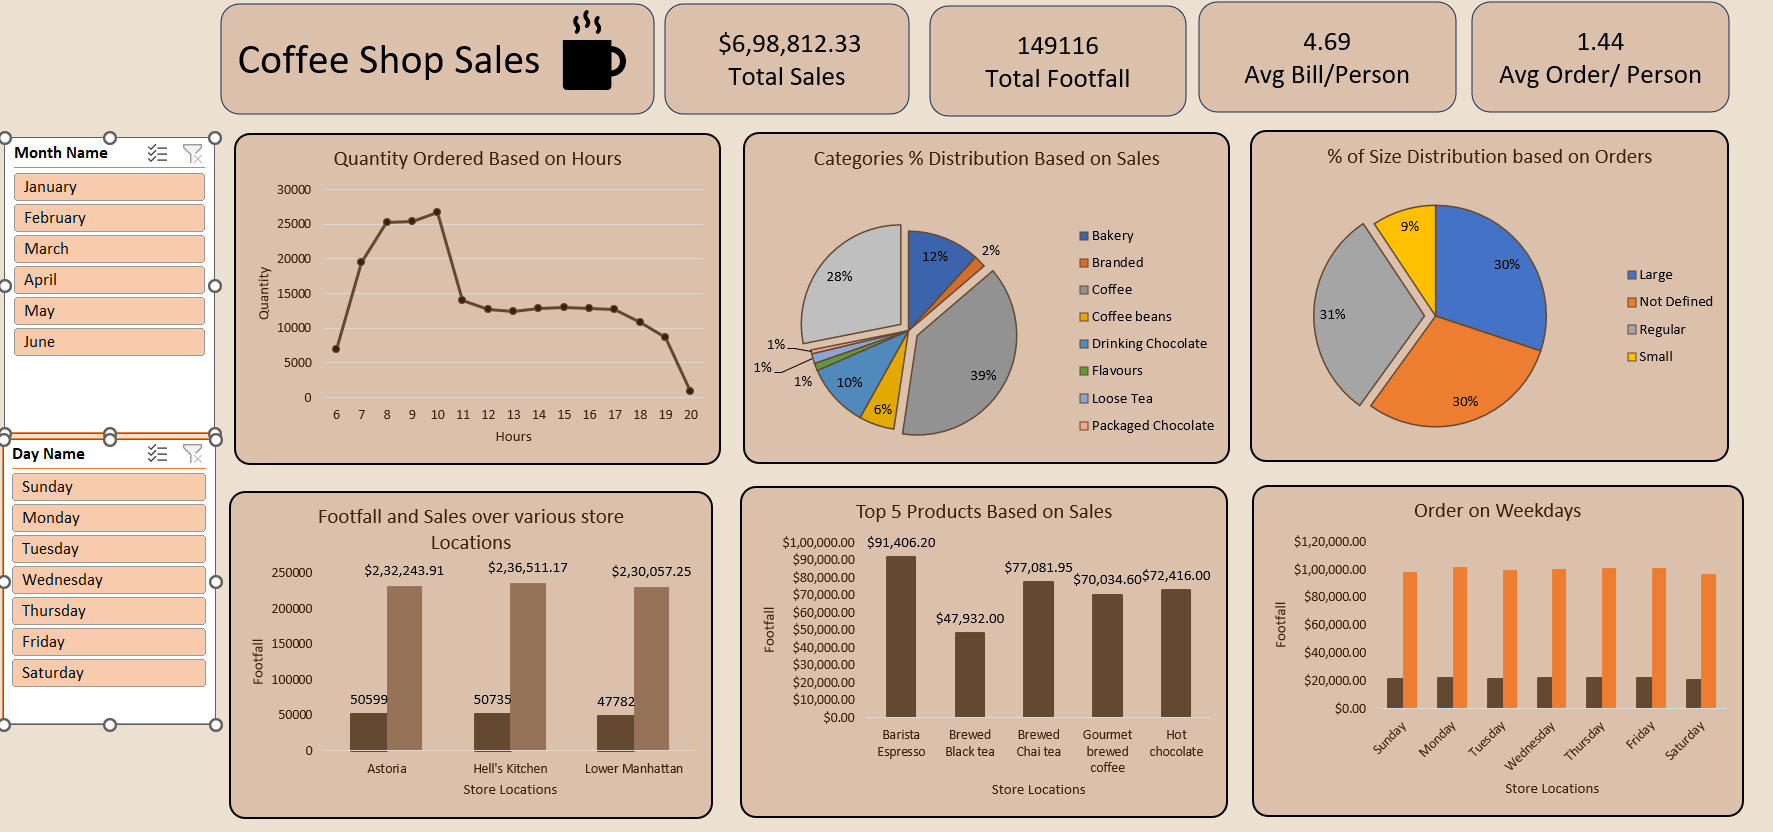 Coffee Shop Sales
$6,98,812.33
Total Sales
149116
Total Footfall
4.69
Avg Bill/Person
1.44
Avg Order/ Person
Month Name
January
February
March
April
May
June
Day Name
Sunday
Monday
Tuesday
Wednesday
Thursday
Friday
Saturday
Quantity Ordered Based on Hours
30000
25000
20000
15000
10000
5000
0
Quantity
6 7 8 9 10 11 12 13 14 15 16 17 18 19 20
Hours
Categories % Distribution Based on Sales
12%
2%
39%
6%
10%
1%
1%
1%
28%
Bakery
Branded
Coffee
Coffee beans
Drinking Chocolate
Flavours
Loose Tea
Packaged Chocolate
% of Size Distribution based on Orders
30%
30%
31%
9%
Large
Not Defined
Regular
Small
Footfall and Sales over various store
Locations
250000
200000
150000
100000
50000
0
Footfall
$2,32,243.91
$2,36,511.17
$2,30,057.25
50599
50735
47782
Astoria
Hell's Kitchen
Lower Manhattan
Store Locations
Top 5 Products Based on Sales
$1,00,000.00
$90,000.00
$80,000.00
$70,000.00
$60,000.00
$50,000.00
$40,000.00
$30,000.00
$20,000.00
$10,000.00
$0.00
Footfall
$91,406.20
$47,932.00
$77,081.95
$70,034.60
$72,416.00
Barista
Espresso
Brewed
Black tea
Brewed
Chai tea
Gourmet
brewed
coffee
Hot
chocolate
Store Locations
Order on Weekdays
$1,20,000.00
$1,00,000.00
$80,000.00
$60,000.00
$40,000.00
$20,000.00
$0.00
Footfall
Sunday
Monday
Tuesday
Wednesday
Thursday
Friday
Saturday
Store Locations